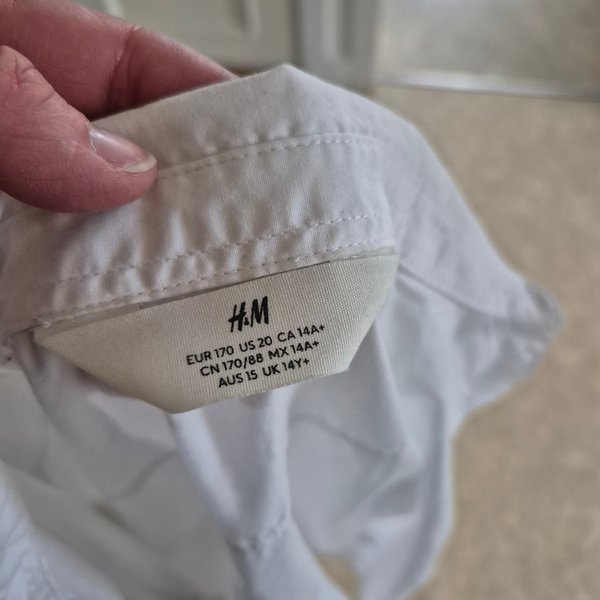 H&M
EUR 170 US 20 CA 14A+
CN 170/88 MX 14A+
AUS 15 UK 14Y+